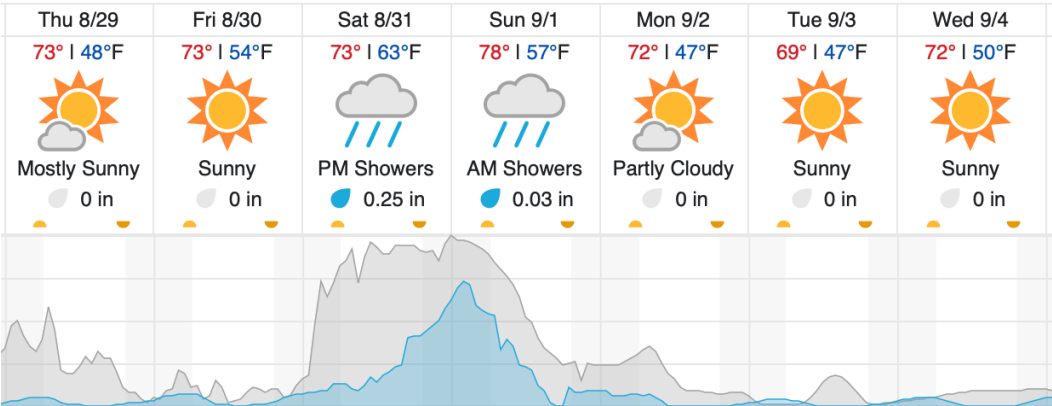 Thu 8/29 Fri 8/30 Sat 8/31 Sun 9/1 Mon 9/2 Tue 9/3 Wed 9/4
73° | 48°F 73° | 54°F 73° | 63°F 78° | 57°F 72° | 47°F 69° | 47°F 72° | 50°F
Mostly Sunny Sunny PM Showers AM Showers Partly Cloudy Sunny Sunny
0 in 0 in 0.25 in 0.03 in 0 in 0 in 0 in